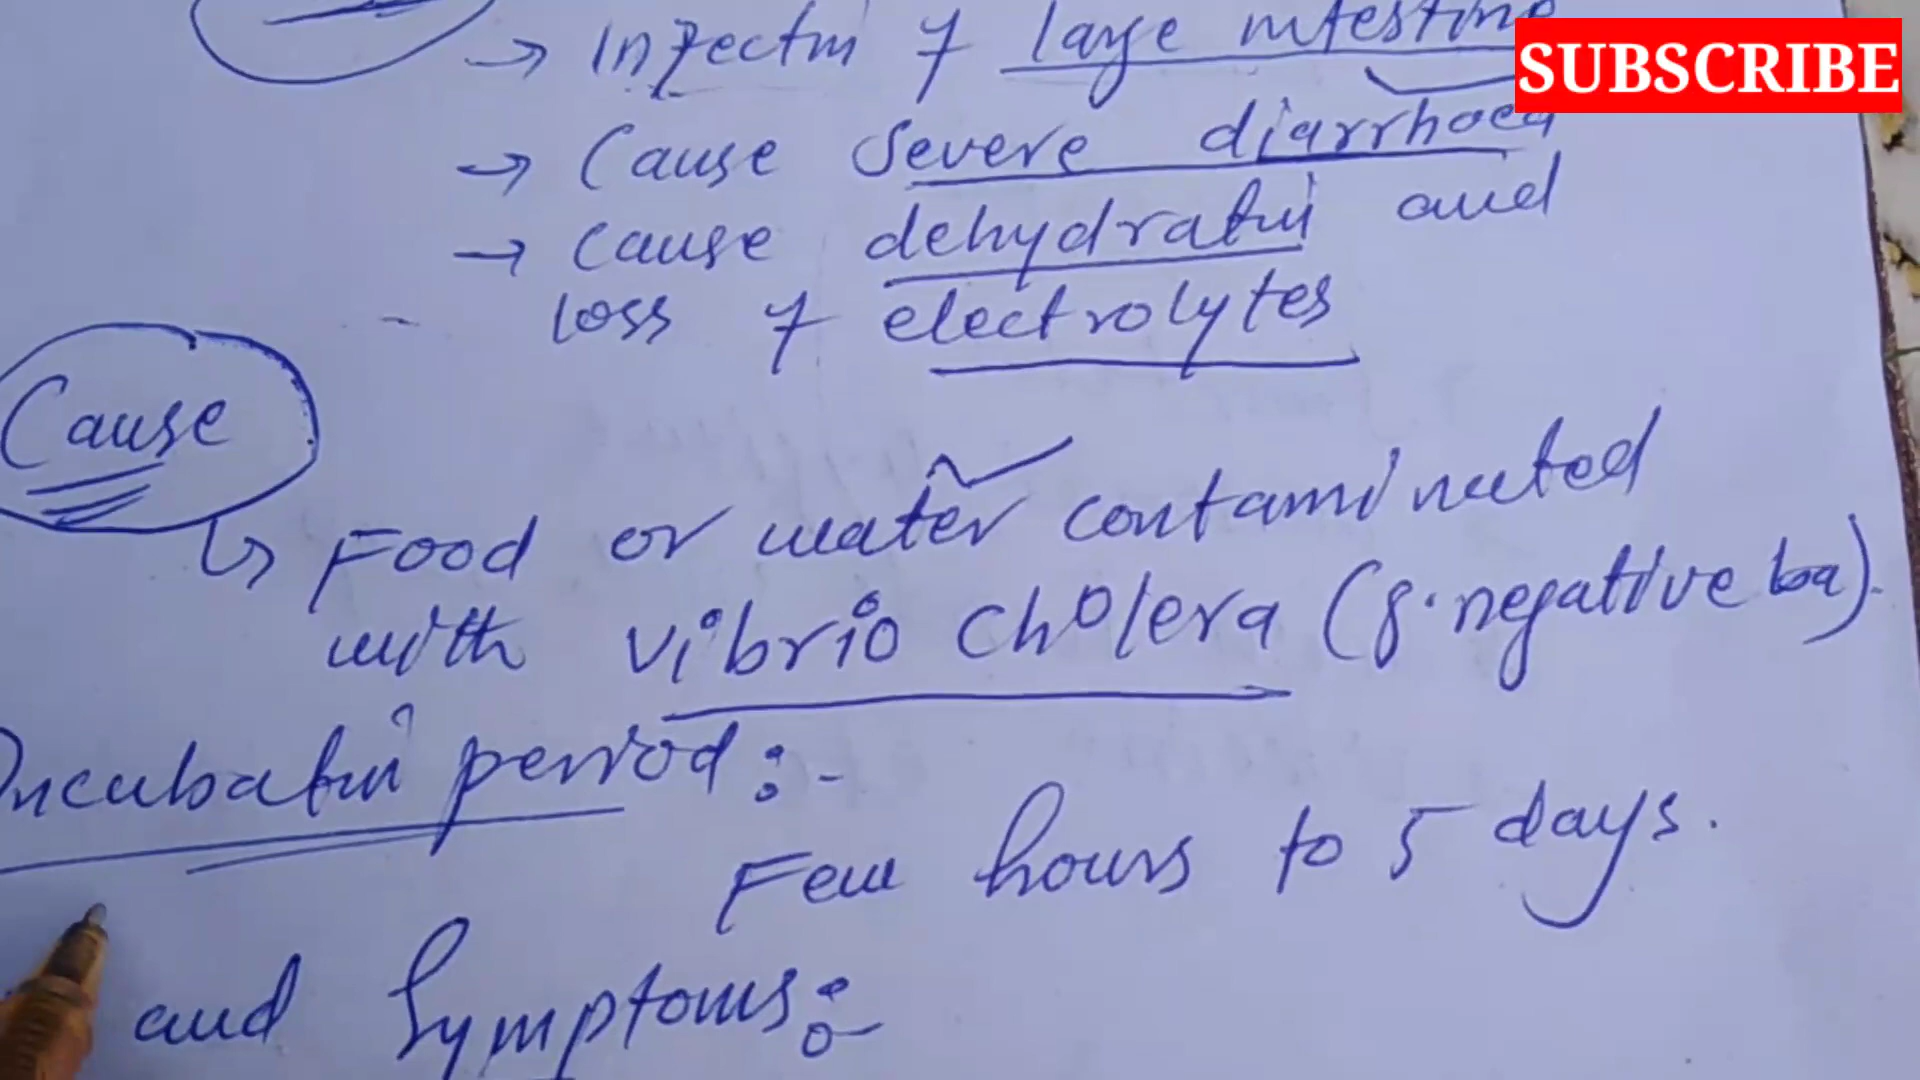 → Infection of large intestine
SUBSCRIBE
→ Cause Severe diarrhoea
→ Cause dehydration and
loss of electrolytes
Cause
↳ Food or water contaminated
with vibrio cholera (g. negative ba).
Incubation period :-
Few hours to 5 days.
and Symptoms :-